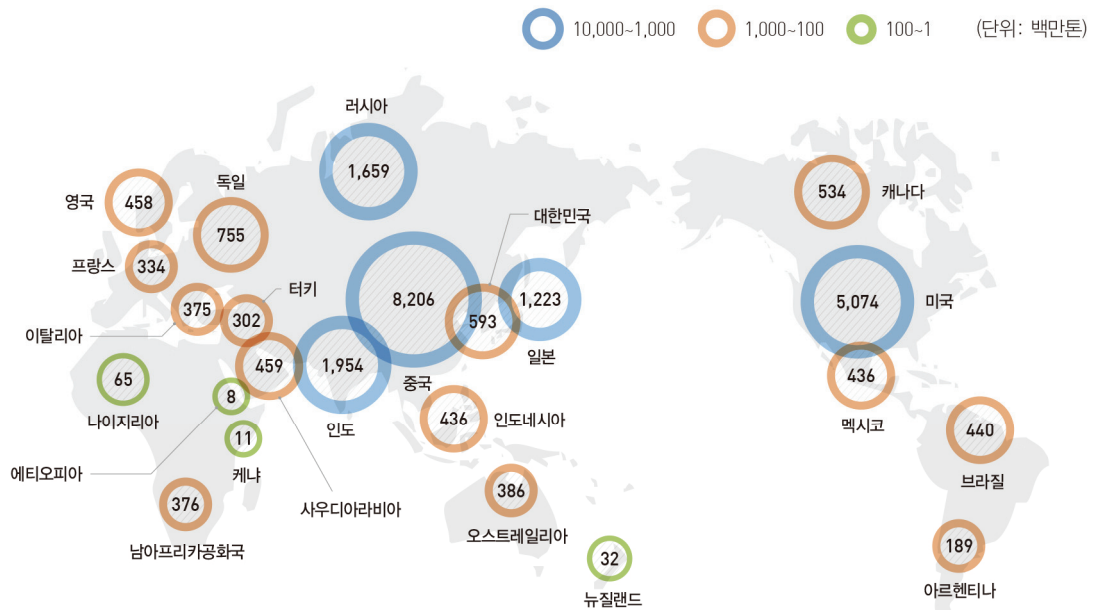 10,000~1,000 1,000~100 100~1 (단위: 백만톤)
러시아
1,659
영국 458
독일
755
534 캐나다
대한민국
프랑스 334
터키
이탈리아 375
302
8,206
593
1,223
일본
5,074 미국
459
1,954
중국
인도
436
멕시코
65
나이지리아
8
에티오피아
11
케냐
사우디아라비아
436 인도네시아
440
브라질
376
남아프리카공화국
386
오스트레일리아
32
뉴질랜드
189
아르헨티나